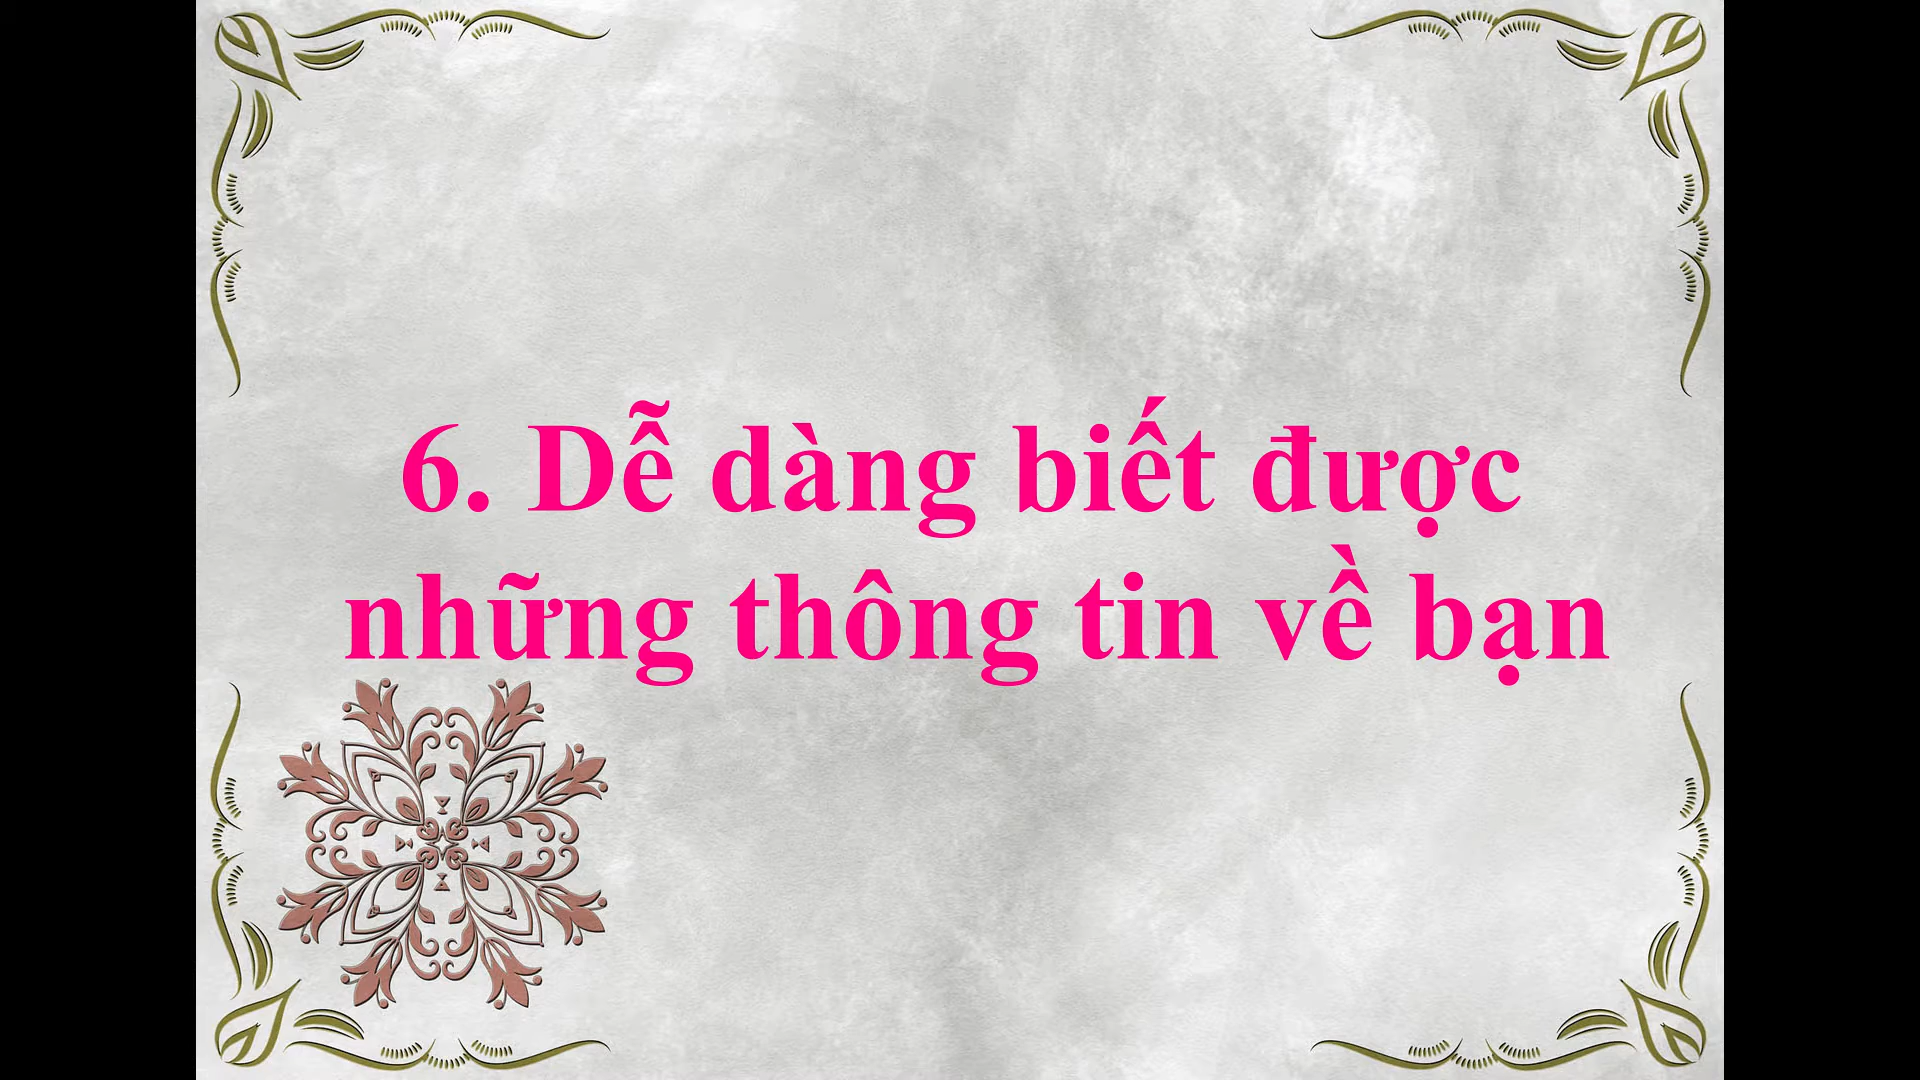 6. Dễ dàng biết được
những thông tin về bạn